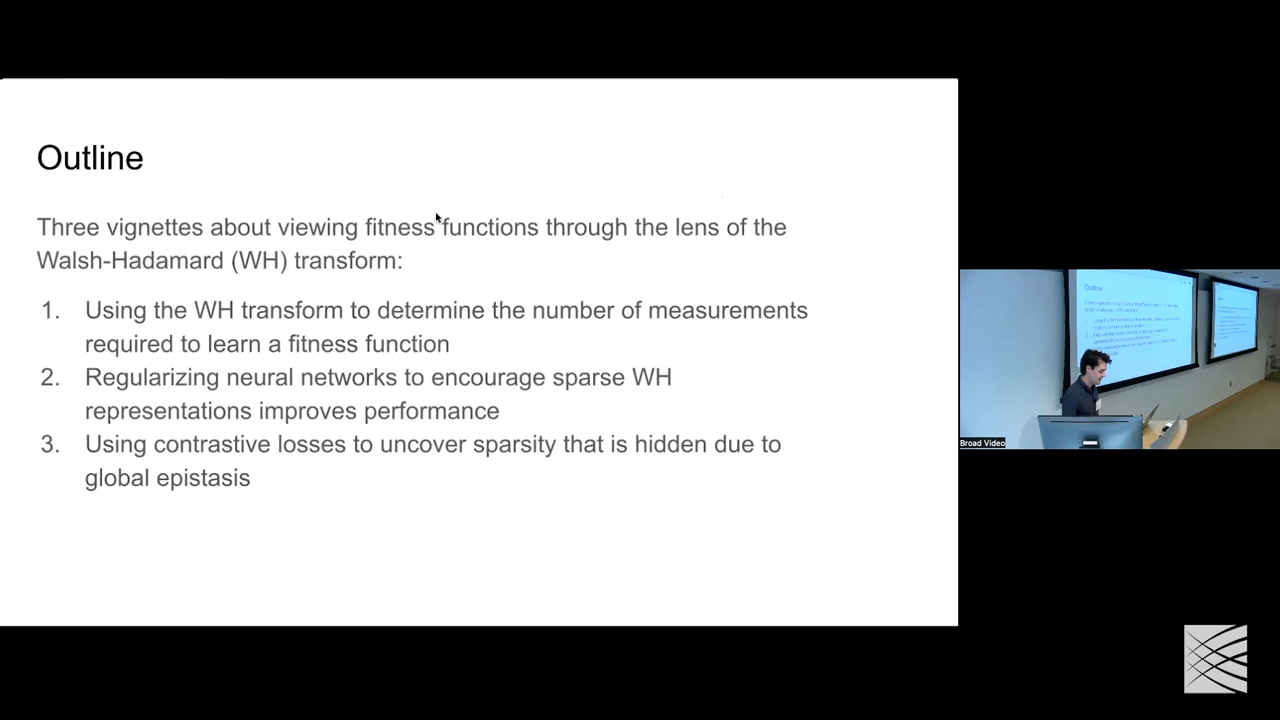 Outline
Three vignettes about viewing fitness functions through the lens of the
Walsh-Hadamard (WH) transform:
1. Using the WH transform to determine the number of measurements
required to learn a fitness function
2. Regularizing neural networks to encourage sparse WH
representations improves performance
3. Using contrastive losses to uncover sparsity that is hidden due to
global epistasis
Outline
Broad Video